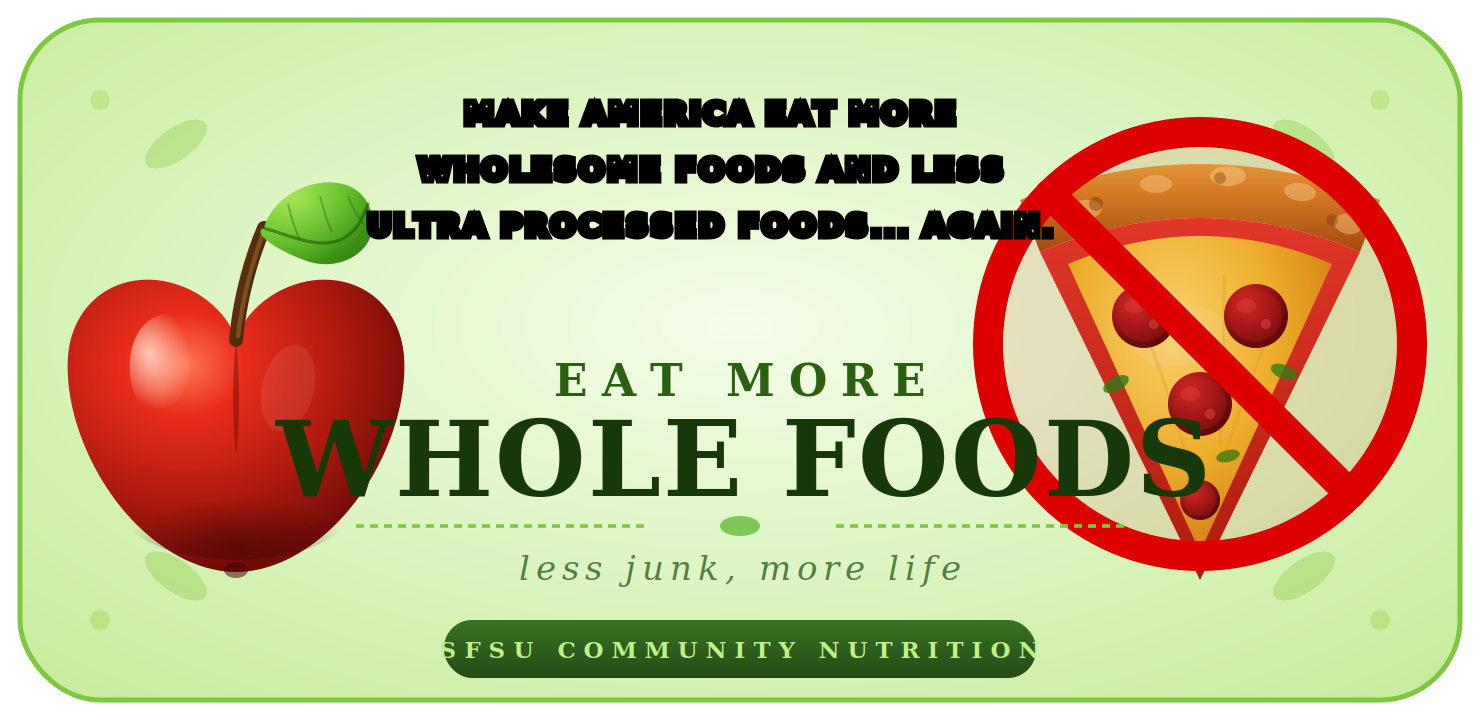 MAKE AMERICA EAT MORE
WHOLESOME FOODS AND LESS
ULTRA PROCESSED FOODS... AGAIN.
EAT MORE
WHOLE FOODS
less junk, more life
SFSU COMMUNITY NUTRITION